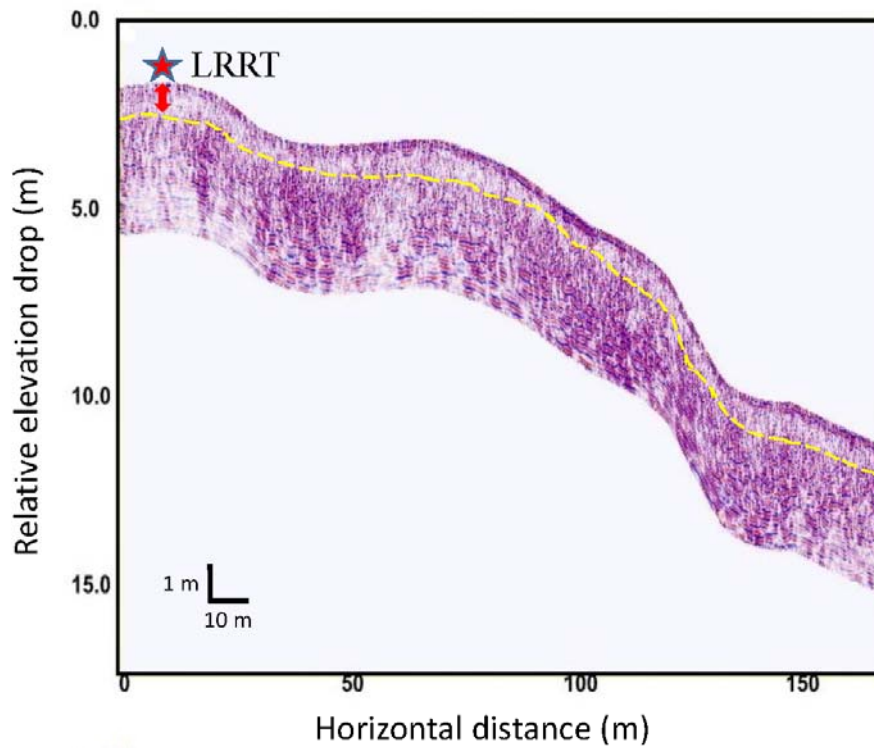 0.0
LRRT
5.0
10.0
15.0
Relative elevation drop (m)
1 m
10 m
0
50
100
150
Horizontal distance (m)